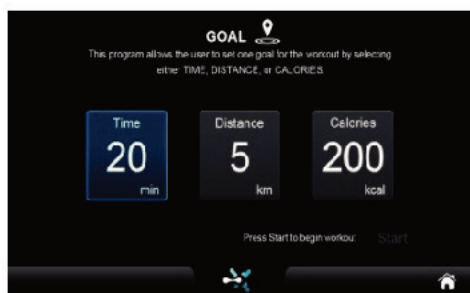 GOAL
This program allows the user to set one goal for the workout by selecting
either TIME, DISTANCE, or CALORIES.
Time
20
min
Distance
5
km
Calories
200
kcal
Press Start to begin workout
Start